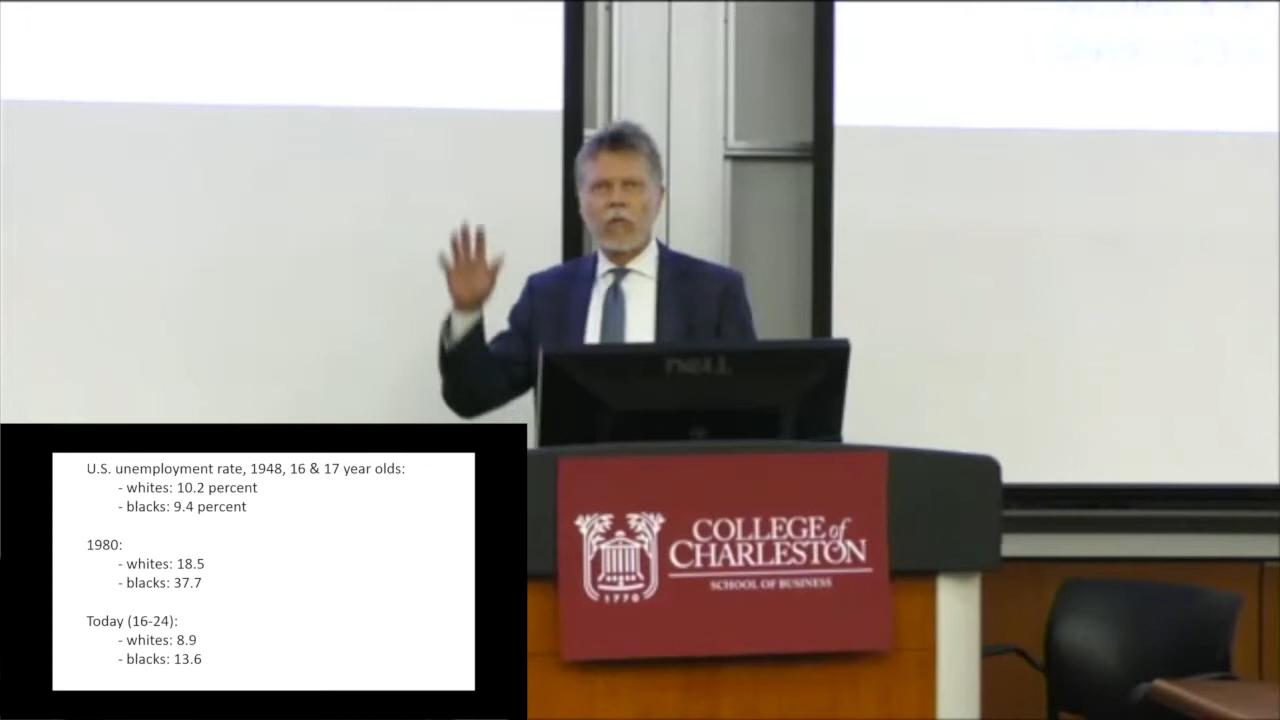 DELL
U.S. unemployment rate, 1948, 16 & 17 year olds:
- whites: 10.2 percent
- blacks: 9.4 percent
1980:
- whites: 18.5
- blacks: 37.7
Today (16-24):
- whites: 8.9
- blacks: 13.6
COLLEGE of
CHARLESTON
SCHOOL OF BUSINESS
1770